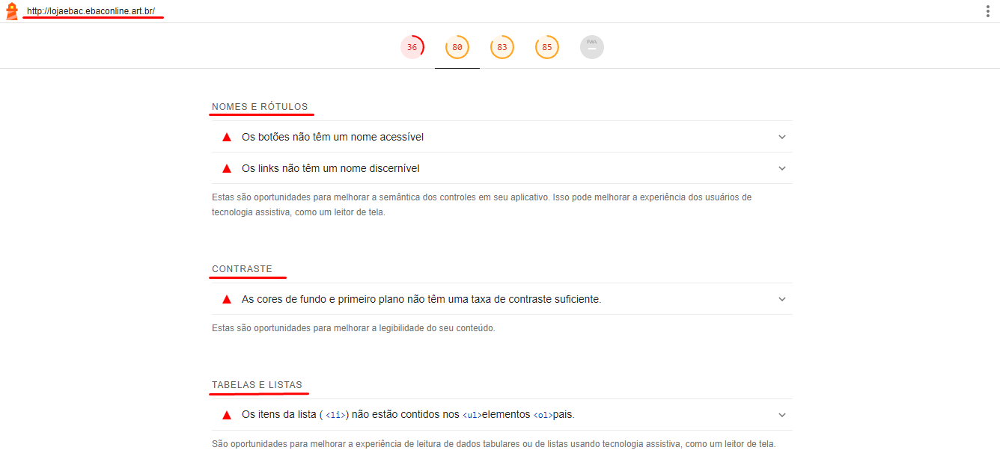 http://lojaebac.ebaconline.art.br/
36 80 83 85 PWA
NOMES E RÓTULOS
Os botões não têm um nome acessível
Os links não têm um nome discernível
Estas são oportunidades para melhorar a semântica dos controles em seu aplicativo. Isso pode melhorar a experiência dos usuários de
tecnologia assistiva, como um leitor de tela.
CONTRASTE
As cores de fundo e primeiro plano não têm uma taxa de contraste suficiente.
Estas são oportunidades para melhorar a legibilidade do seu conteúdo.
TABELAS E LISTAS
Os itens da lista ( <li>) não estão contidos nos <ul>elementos <ol>pais.
São oportunidades para melhorar a experiência de leitura de dados tabulares ou de listas usando tecnologia assistiva, como um leitor de tela.